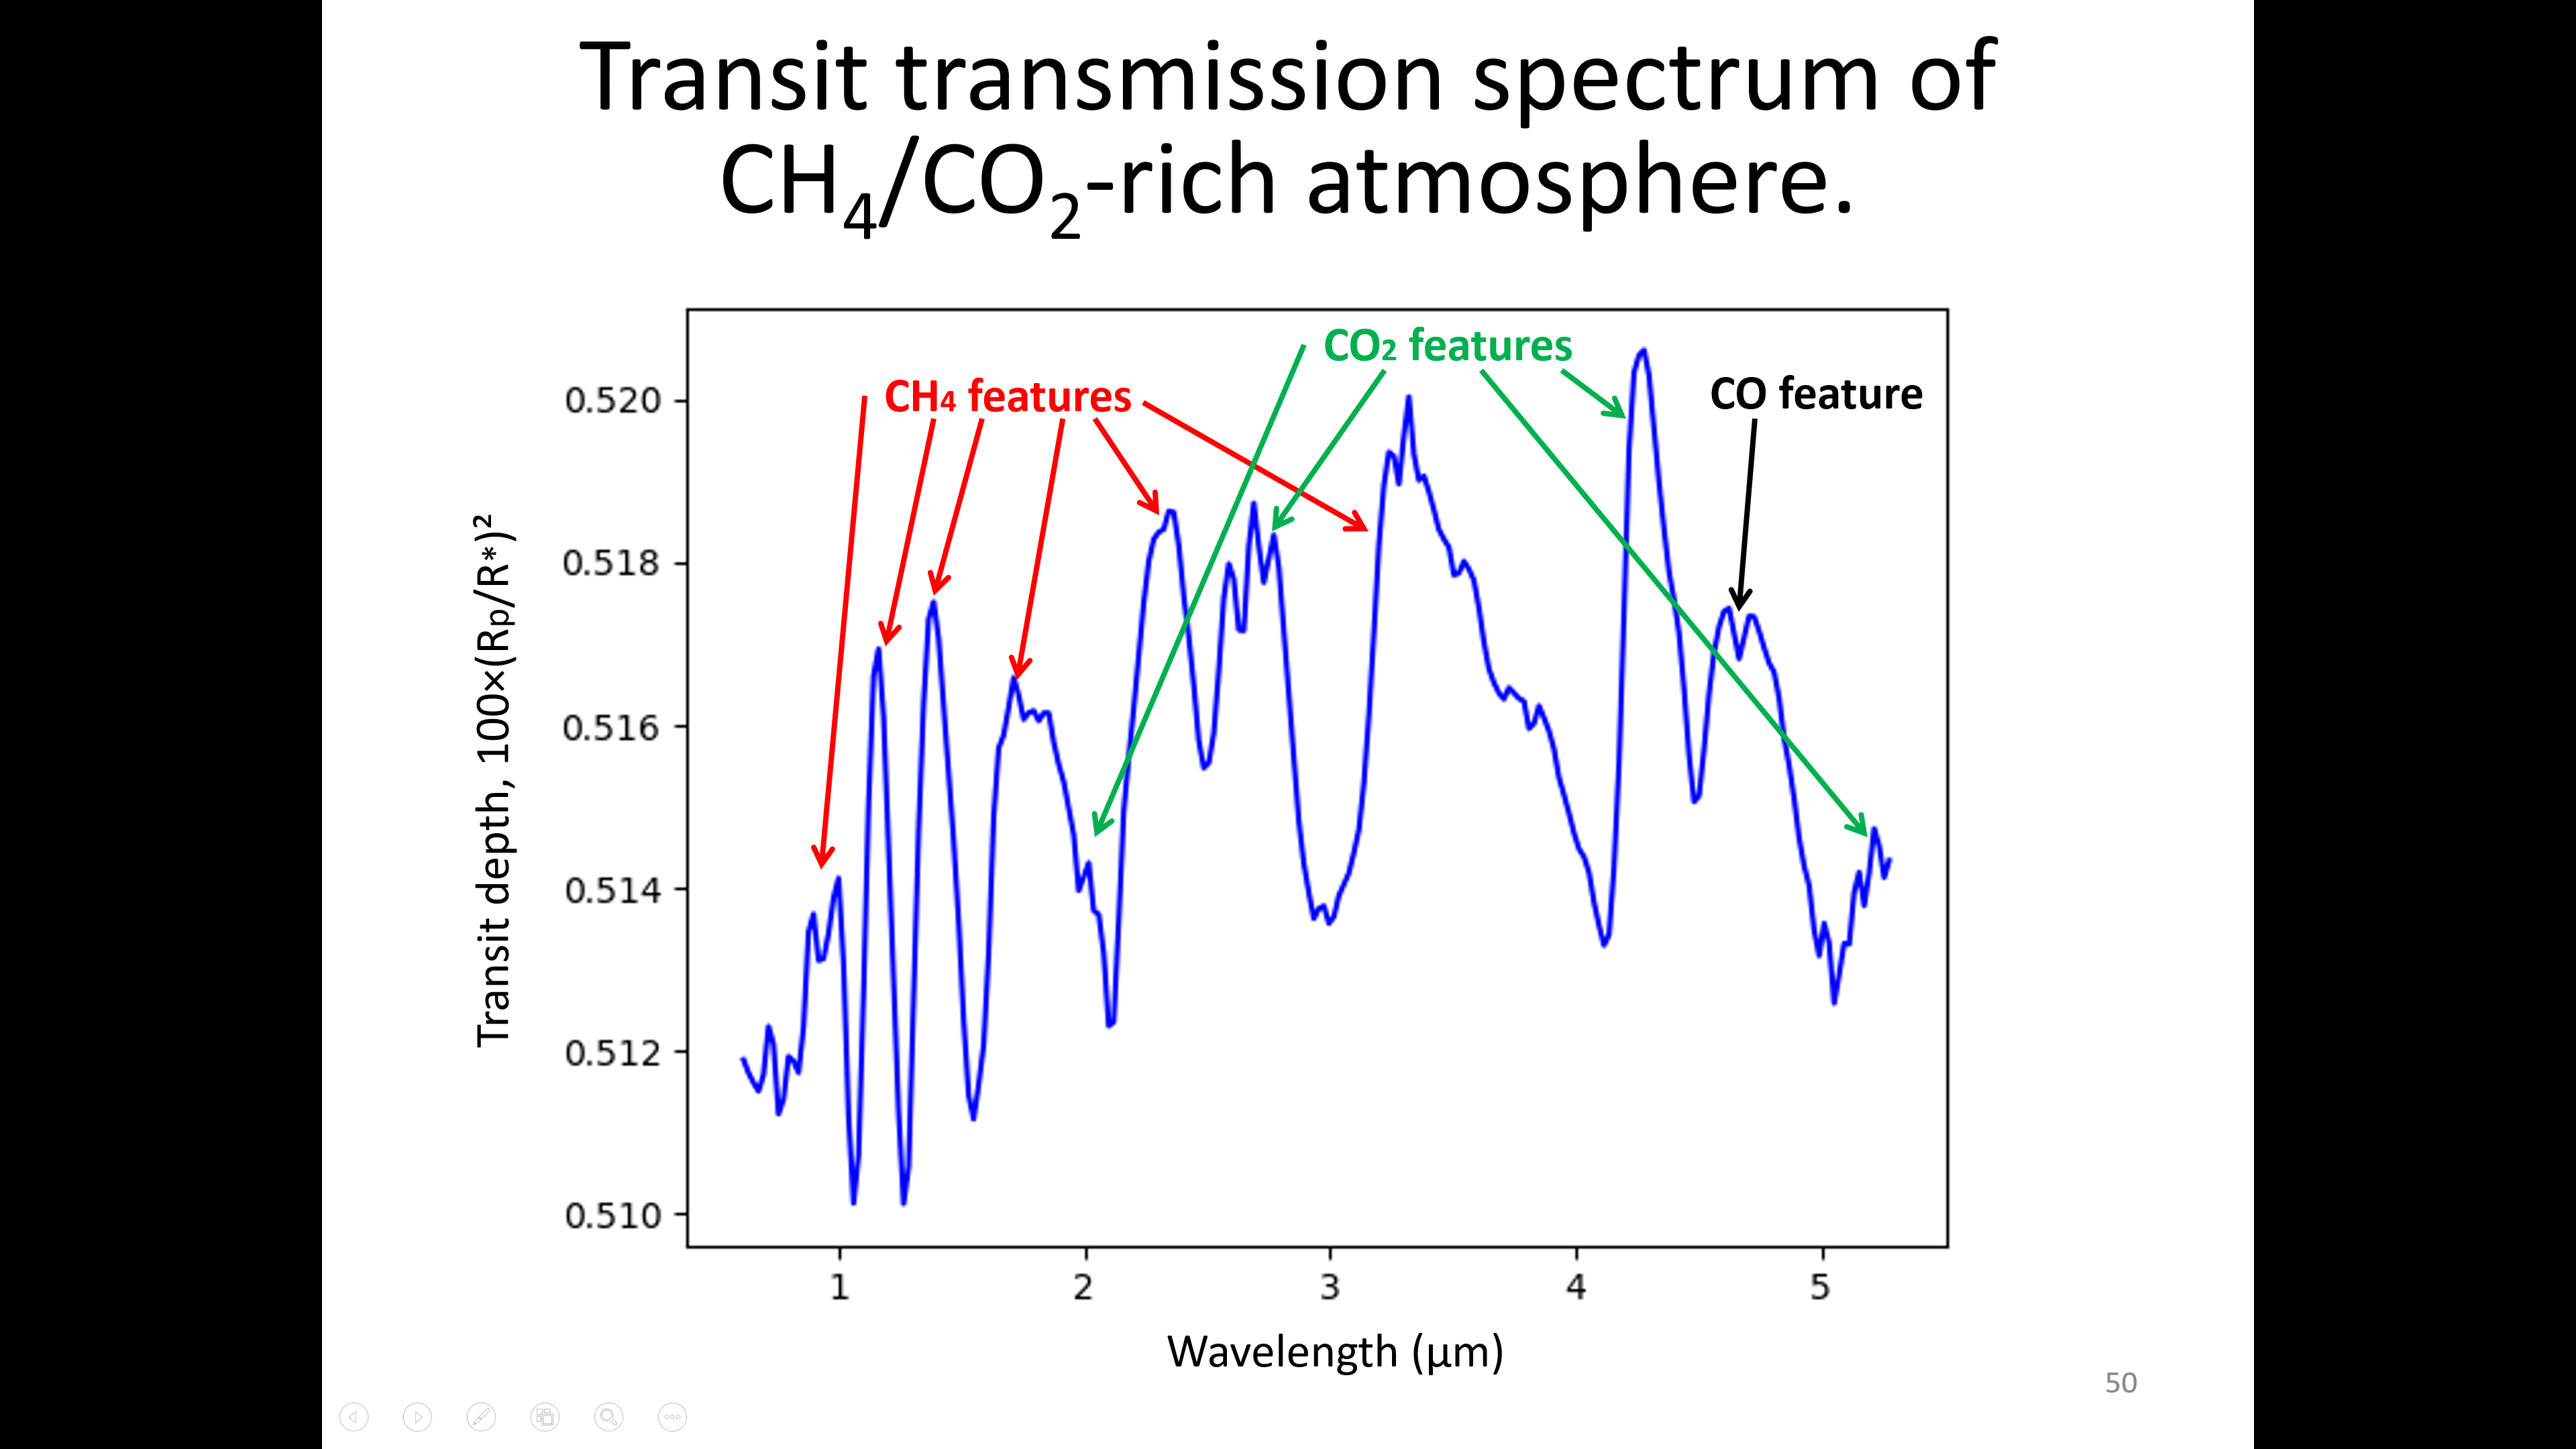 Transit transmission spectrum of
CH₄/CO₂-rich atmosphere.
CO₂ features
CH₄ features
CO feature
Transit depth, 100×(Rp/R*)²
0.520
0.518
0.516
0.514
0.512
0.510
1 2 3 4 5
Wavelength (µm)
50